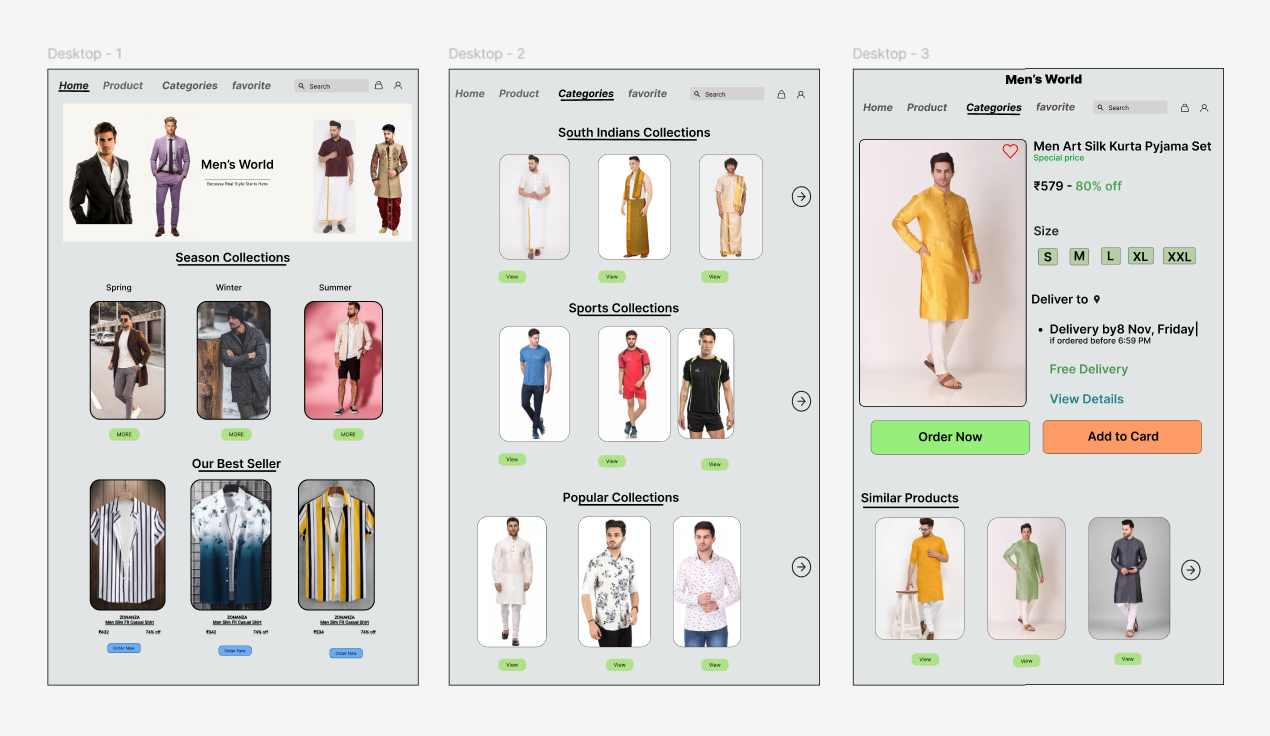 Desktop - 1
Home Product Categories favorite Search
Men's World
Because Real Style Starts Here
Season Collections
Spring Winter Summer
MORE MORE MORE
Our Best Seller
ZONANZA ZONANZA ZONANZA
Men Slim Fit Casual Shirt Men Slim Fit Casual Shirt Men Slim Fit Casual Shirt
₹432 74% off ₹342 74% off ₹534 74% off
Order Now Order Now Order Now
Desktop - 2
Home Product Categories favorite Search
South Indians Collections
View View View
Sports Collections
View View View
Popular Collections
View View View
Desktop - 3
Men's World
Home Product Categories favorite Search
Men Art Silk Kurta Pyjama Set
Special price
₹579 - 80% off
Size
S M L XL XXL
Deliver to
• Delivery by8 Nov, Friday|
if ordered before 6:59 PM
Free Delivery
View Details
Order Now Add to Card
Similar Products
View View View